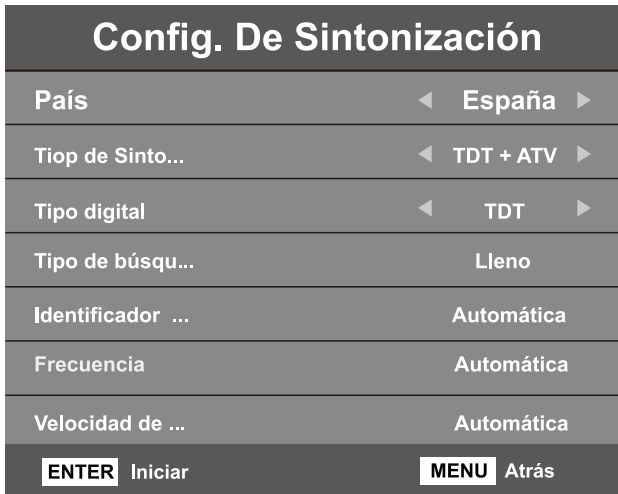 Config. De Sintonización
País España
Tiop de Sinto... TDT + ATV
Tipo digital TDT
Tipo de búsqu... Lleno
Identificador ... Automática
Frecuencia Automática
Velocidad de ... Automática
ENTER Iniciar MENU Atrás